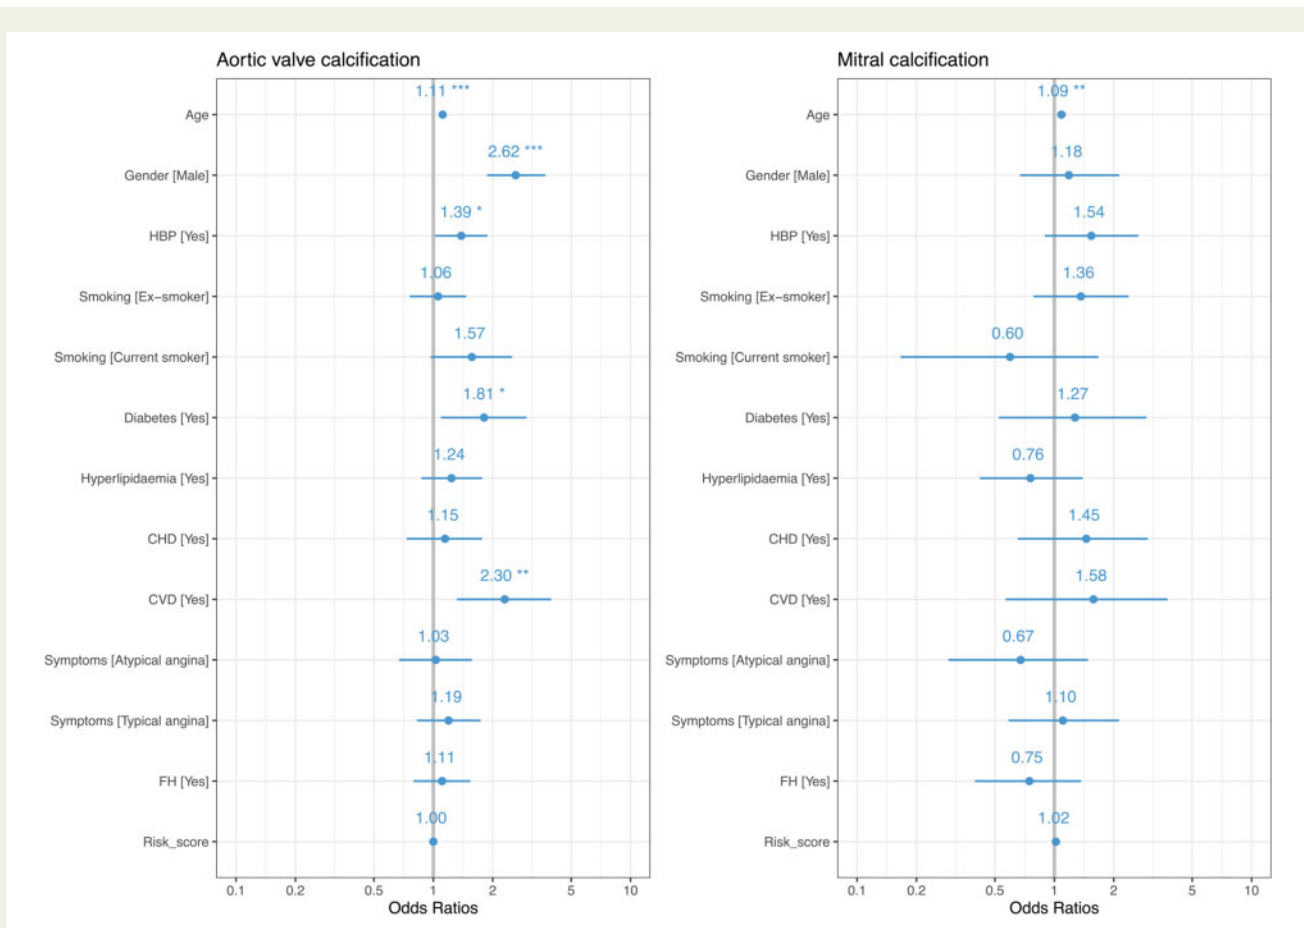 Aortic valve calcification
1.11 ***
Age
2.62 ***
Gender [Male]
1.39 *
HBP [Yes]
1.06
Smoking [Ex−smoker]
1.57
Smoking [Current smoker]
1.81 *
Diabetes [Yes]
1.24
Hyperlipidaemia [Yes]
1.15
CHD [Yes]
2.30 **
CVD [Yes]
1.03
Symptoms [Atypical angina]
1.19
Symptoms [Typical angina]
1.11
FH [Yes]
1.00
Risk_score
0.1 0.2 0.5 1 2 5 10
Odds Ratios
Mitral calcification
1.09 **
Age
1.18
Gender [Male]
1.54
HBP [Yes]
1.36
Smoking [Ex−smoker]
0.60
Smoking [Current smoker]
1.27
Diabetes [Yes]
0.76
Hyperlipidaemia [Yes]
1.45
CHD [Yes]
1.58
CVD [Yes]
0.67
Symptoms [Atypical angina]
1.10
Symptoms [Typical angina]
0.75
FH [Yes]
1.02
Risk_score
0.1 0.2 0.5 1 2 5 10
Odds Ratios